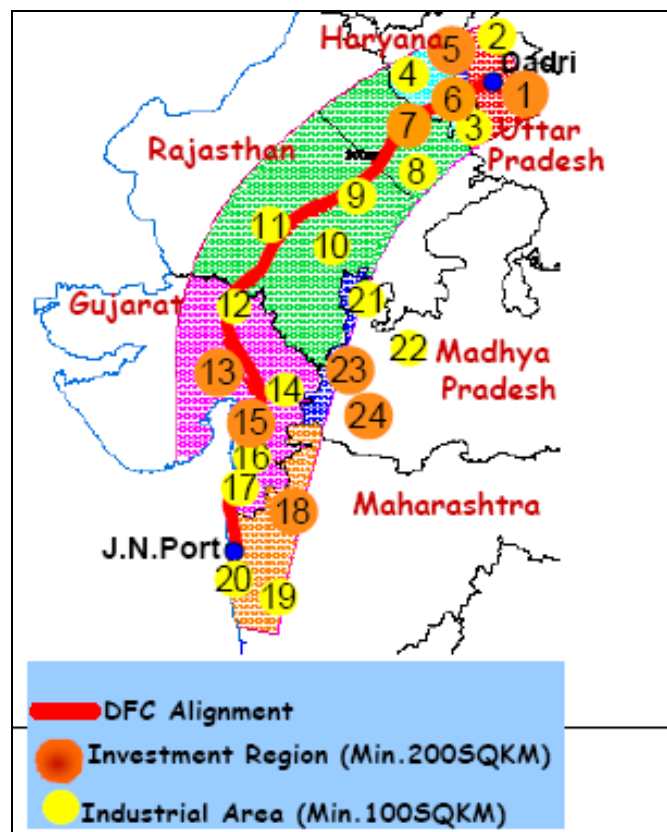 Haryana
5
2
4
Dadri
1
6
7
3
Uttar
Pradesh
Rajasthan
8
9
11
10
Gujarat
12
21
22
Madhya
Pradesh
13
23
14
24
15
16
17
Maharashtra
18
J.N.Port
20
19
DFC Alignment
Investment Region (Min.200SQKM)
Industrial Area (Min.100SQKM)